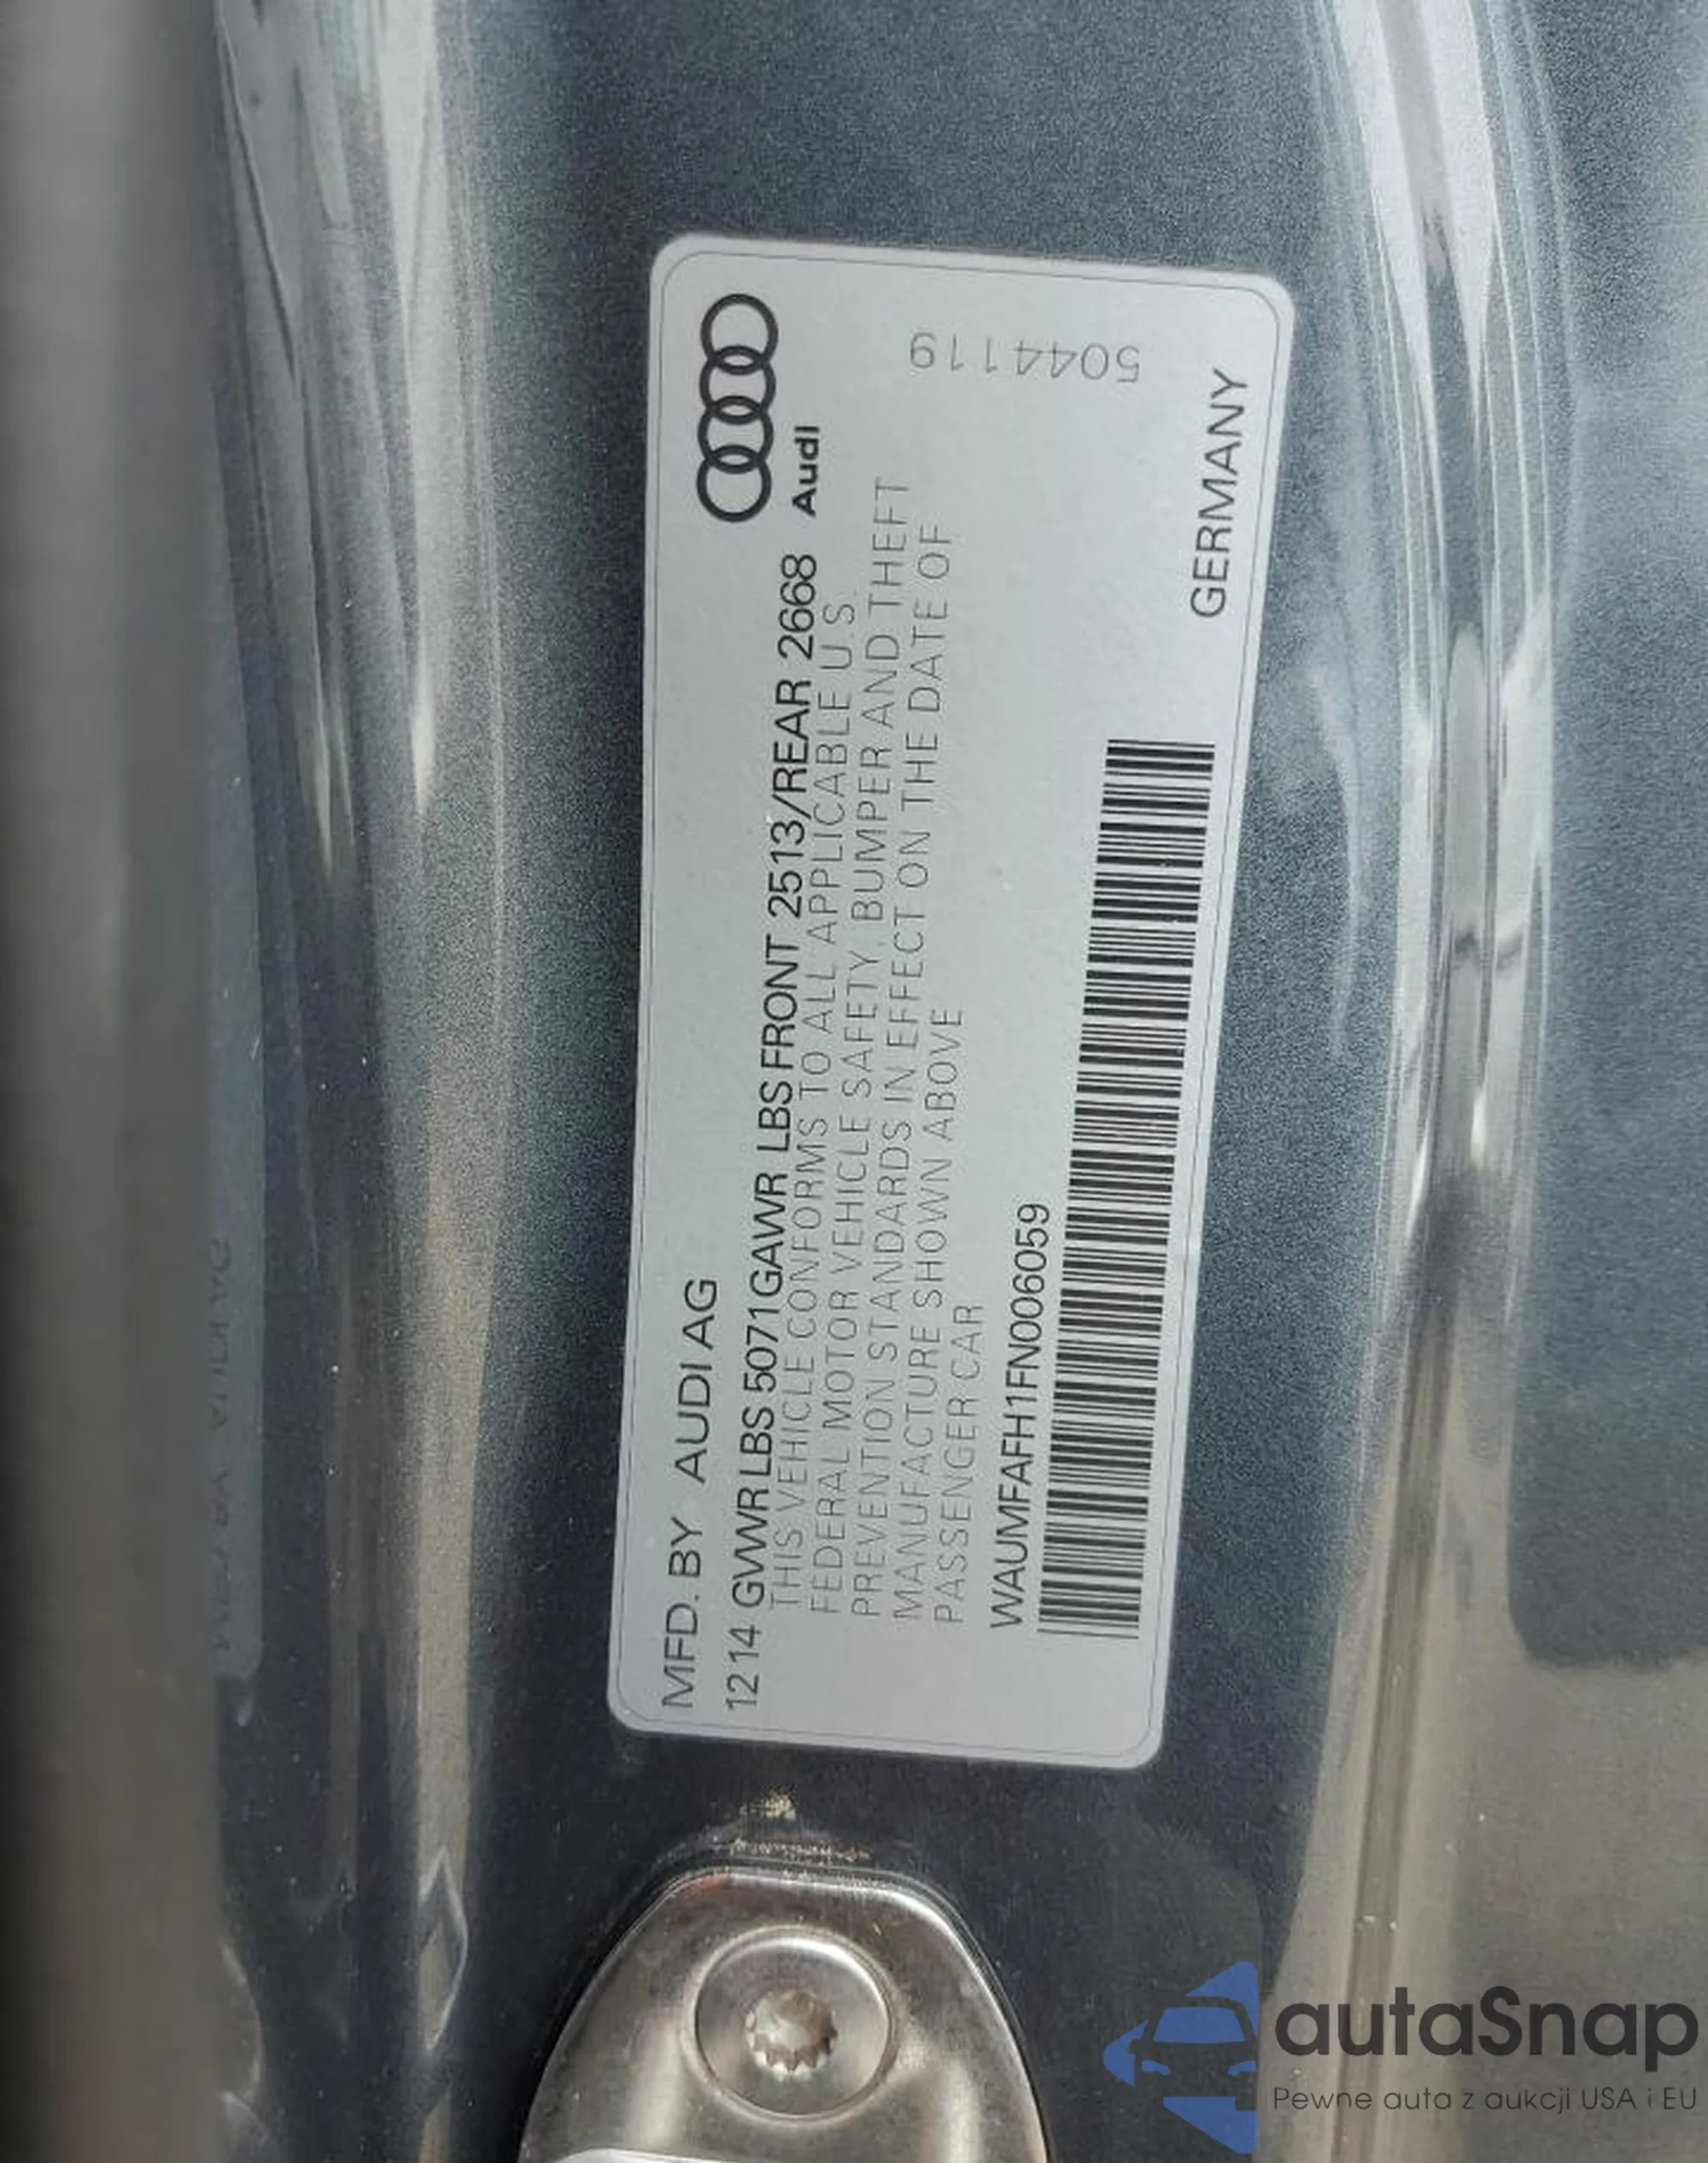 MFD. BY AUDI AG
1214 GVWR LBS 5071 GAWR LBS FRONT 2513/REAR 2668
Audi
THIS VEHICLE CONFORMS TO ALL APPLICABLE U.S.
FEDERAL MOTOR VEHICLE SAFETY, BUMPER AND THEFT
PREVENTION STANDARDS IN EFFECT ON THE DATE OF
MANUFACTURE SHOWN ABOVE
PASSENGER CAR
5044119
WAUMFAFH1FN006059
GERMANY
autaSnap
Pewne auta z aukcji USA i EU